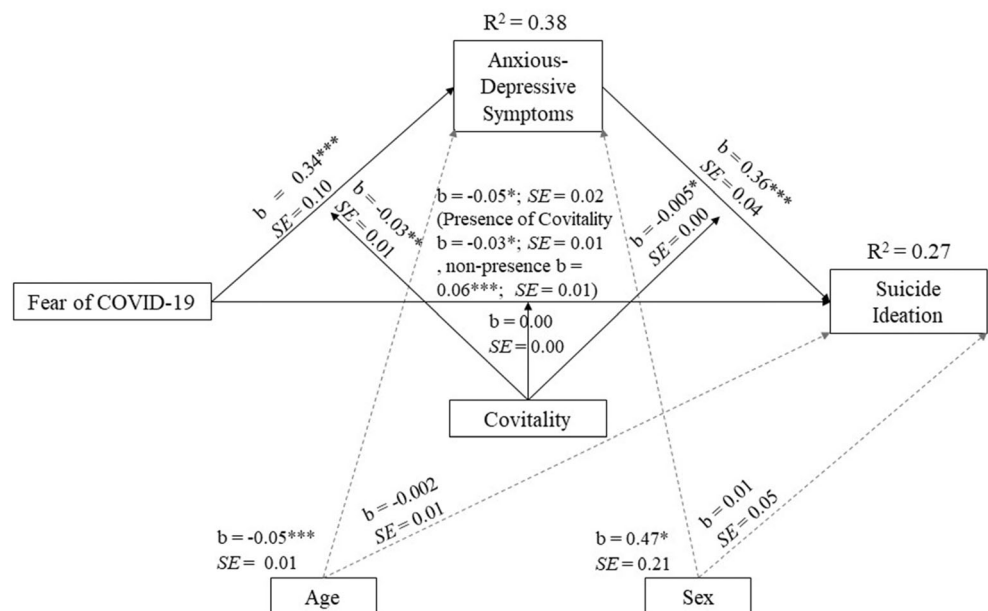 R² = 0.38
Anxious-
Depressive
Symptoms
b = 0.34***
SE = 0.10
b = -0.03**
SE = 0.01
b = -0.05*; SE = 0.02
(Presence of Covitality
b = -0.03*; SE = 0.01
, non-presence b =
0.06***; SE = 0.01)
b = -0.005*
SE = 0.00
b = 0.36***
SE = 0.04
R² = 0.27
Fear of COVID-19
Suicide
Ideation
b = 0.00
SE = 0.00
Covitality
b = -0.002
SE = 0.01
b = 0.01
SE = 0.05
b = -0.05***
SE = 0.01
b = 0.47*
SE = 0.21
Age
Sex